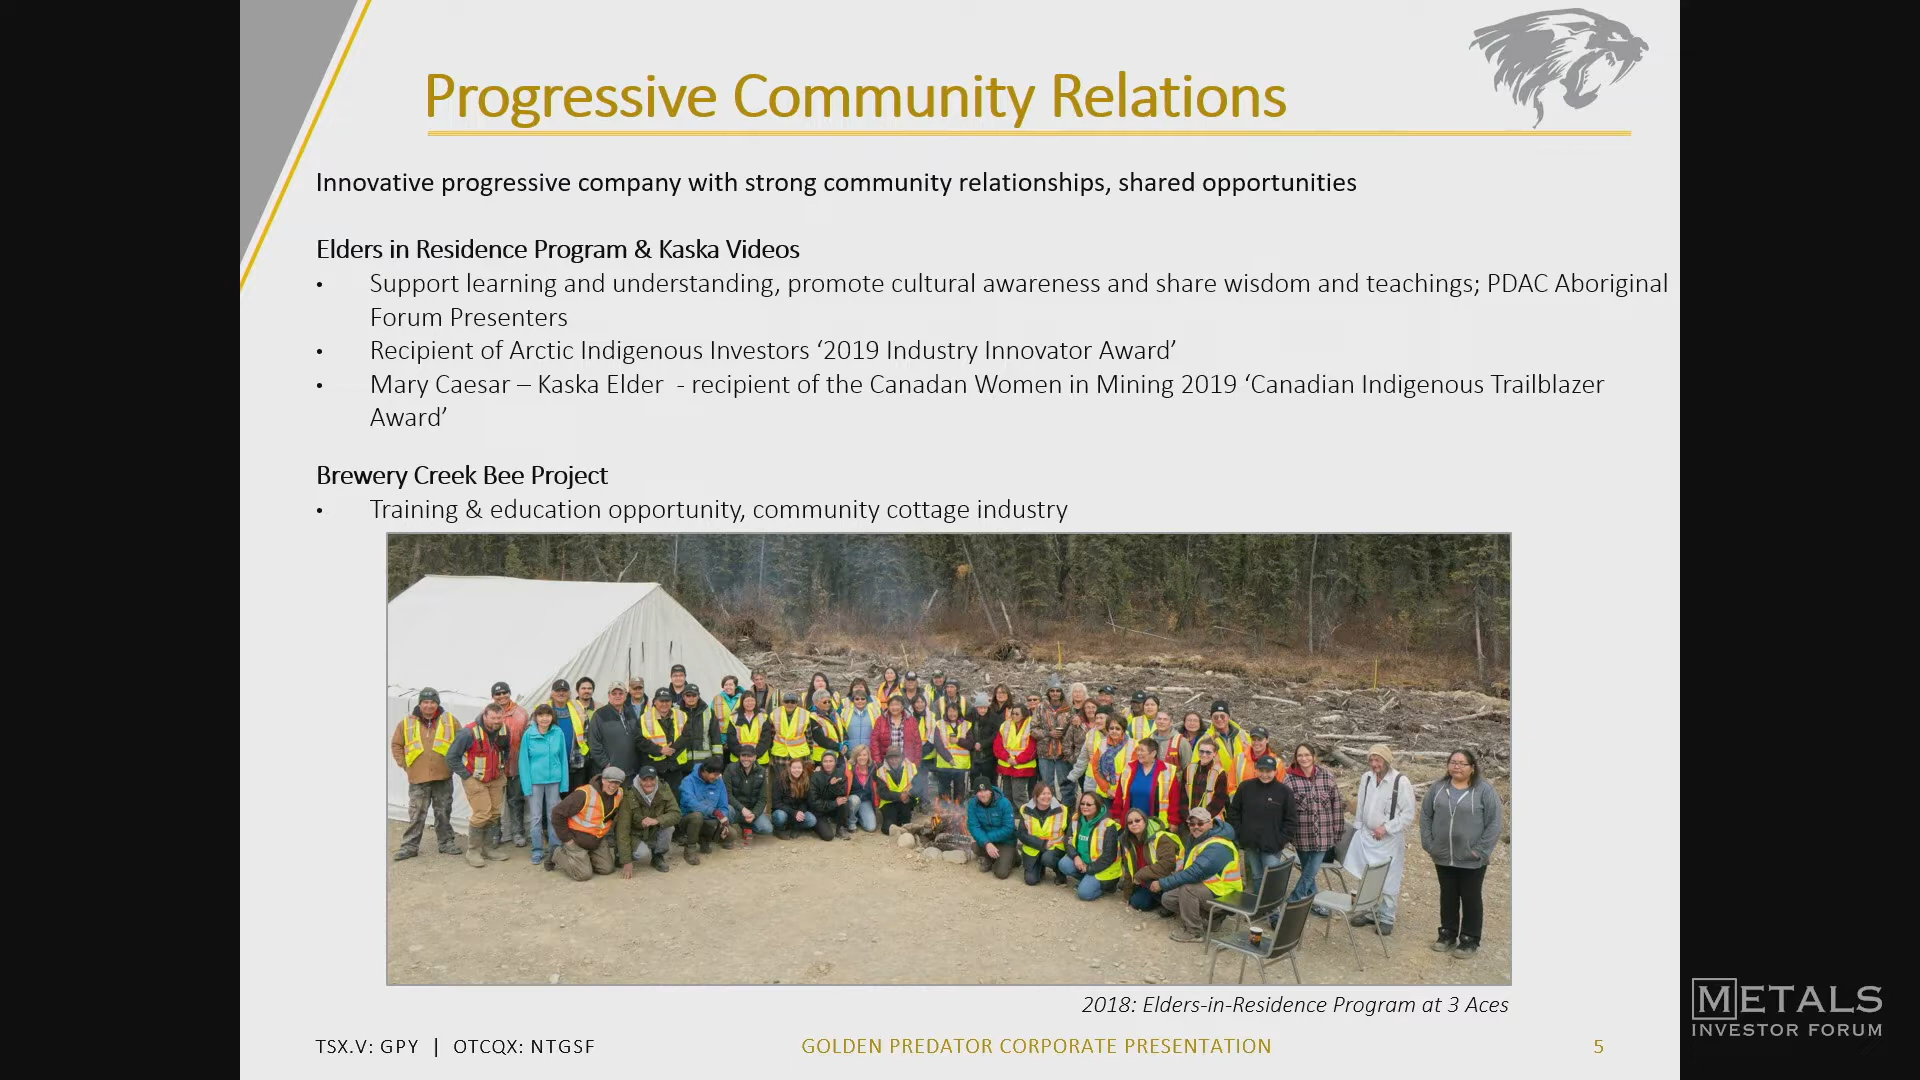 Progressive Community Relations
Innovative progressive company with strong community relationships, shared opportunities
Elders in Residence Program & Kaska Videos
• Support learning and understanding, promote cultural awareness and share wisdom and teachings; PDAC Aboriginal
Forum Presenters
• Recipient of Arctic Indigenous Investors ‘2019 Industry Innovator Award’
• Mary Caesar – Kaska Elder - recipient of the Canadan Women in Mining 2019 ‘Canadian Indigenous Trailblazer
Award’
Brewery Creek Bee Project
• Training & education opportunity, community cottage industry
2018: Elders-in-Residence Program at 3 Aces
TSX.V: GPY | OTCQX: NTGSF
GOLDEN PREDATOR CORPORATE PRESENTATION
5
METALS
INVESTOR FORUM